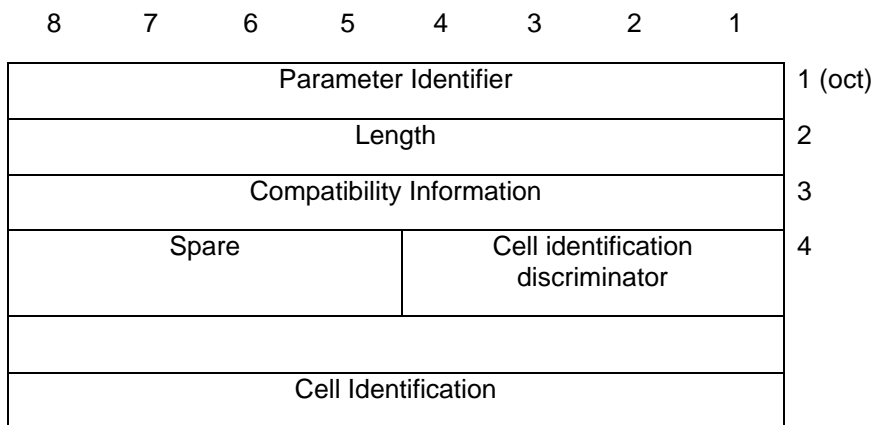 8 7 6 5 4 3 2 1
Parameter Identifier 1 (oct)
Length 2
Compatibility Information 3
Spare Cell identification 4
discriminator
Cell Identification